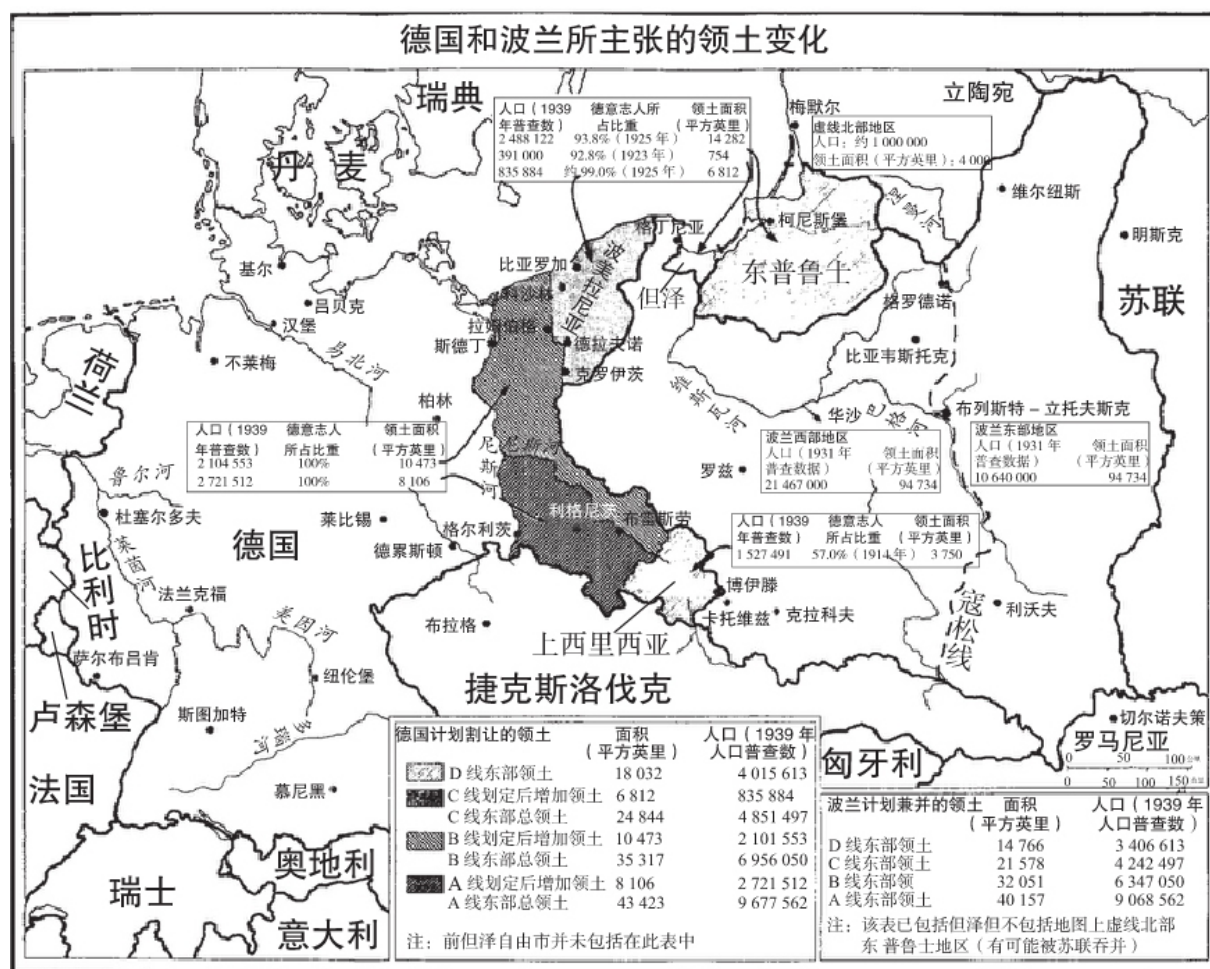 德国和波兰所主张的领土变化
瑞典
人口（1939 德意志人所 领土面积
年普查数） 占比重 （平方英里）
2 488 122 93.8%（1925 年） 14 282
391 000 92.8%（1923 年） 754
835 884 约 99.0%（1925 年） 6 812
梅默尔
立陶宛
虚线北部地区
人口：约 1 000 000
领土面积（平方英里）：4 000
丹麦
维尔纽斯
涅曼河
柯尼斯堡
明斯克
格丁尼亚
基尔
比亚罗加
科沙林
波美拉尼亚
但泽
东普鲁士
格罗德诺
苏联
吕贝克
汉堡
拉姆伯格
斯德丁
德拉夫诺
比亚韦斯托克
荷兰
不莱梅
易北河
克罗伊茨
维斯瓦河
柏林
华沙
巴格河
布列斯特－立托夫斯克
人口（1939 德意志人 领土面积
年普查数） 所占比重 （平方英里）
2 104 553 100% 10 473
2 721 512 100% 8 106
尼斯河
尼斯河
罗兹
波兰西部地区
人口（1931 年 领土面积
普查数据） （平方英里）
21 467 000 94 734
波兰东部地区
人口（1931 年 领土面积
普查数据） （平方英里）
10 640 000 94 734
鲁尔河
杜塞尔多夫
莱茵河
莱比锡
德国
格尔利茨
德累斯顿
利格尼茨
布雷斯劳
人口（1939 德意志人 领土面积
年普查数） 所占比重 （平方英里）
1 527 491 57.0%（1914 年） 3 750
比利时
法兰克福
美因河
布拉格
博伊滕
卡托维兹
克拉科夫
利沃夫
寇松线
上西里西亚
萨尔布吕肯
纽伦堡
捷克斯洛伐克
卢森堡
斯图加特
多瑙河
切尔诺夫策
罗马尼亚
0 50 100公里
0 50 100 150
匈牙利
法国
慕尼黑
奥地利
瑞士
意大利
德国计划割让的领土 面积 人口（1939 年
（平方英里） 人口普查数）
D 线东部领土 18 032 4 015 613
C 线划定后增加领土 6 812 835 884
C 线东部总领土 24 844 4 851 497
B 线划定后增加领土 10 473 2 101 553
B 线东部总领土 35 317 6 956 050
A 线划定后增加领土 8 106 2 721 512
A 线东部总领土 43 423 9 677 562
注：前但泽自由市并未包括在此表中
波兰计划兼并的领土 面积 人口（1939 年
（平方英里） 人口普查数）
D 线东部领土 14 766 3 406 613
C 线东部领土 21 578 4 242 497
B 线东部领 32 051 6 347 050
A 线东部领土 40 157 9 068 562
注：该表已包括但泽但不包括地图上虚线北部
东 普鲁士地区（有可能被苏联吞并）